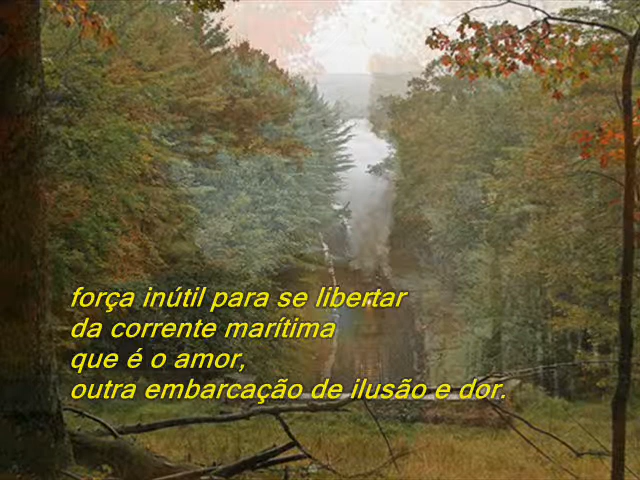 força inútil para se libertar
da corrente marítima
que é o amor,
outra embarcação de ilusão e dor.